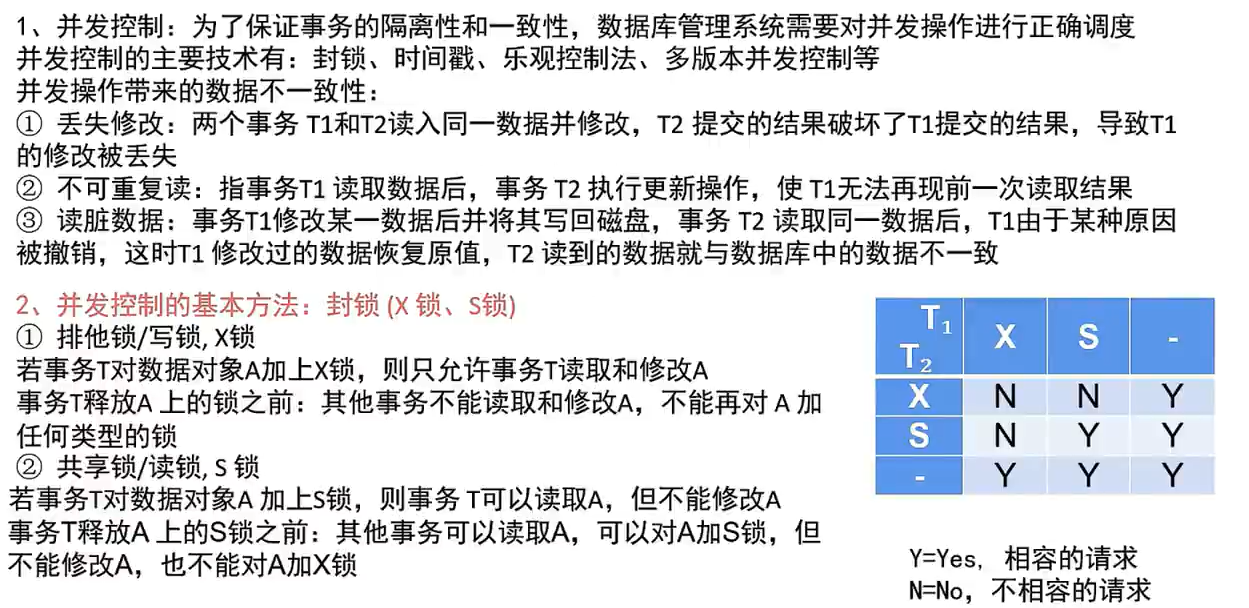 1、并发控制：为了保证事务的隔离性和一致性，数据库管理系统需要对并发操作进行正确调度
并发控制的主要技术有：封锁、时间戳、乐观控制法、多版本并发控制等
并发操作带来的数据不一致性：
① 丢失修改：两个事务 T1和T2读入同一数据并修改，T2 提交的结果破坏了T1提交的结果，导致T1
的修改被丢失
② 不可重复读：指事务T1 读取数据后，事务 T2 执行更新操作，使 T1无法再现前一次读取结果
③ 读脏数据：事务T1修改某一数据后并将其写回磁盘，事务 T2 读取同一数据后，T1由于某种原因
被撤销，这时T1 修改过的数据恢复原值，T2 读到的数据就与数据库中的数据不一致
2、并发控制的基本方法：封锁 (X 锁、S锁)
① 排他锁/写锁, X锁
若事务T对数据对象A加上X锁，则只允许事务T读取和修改A
事务T释放A 上的锁之前：其他事务不能读取和修改A，不能再对 A 加
任何类型的锁
② 共享锁/读锁, S 锁
若事务T对数据对象A 加上S锁，则事务 T可以读取A，但不能修改A
事务T释放A 上的S锁之前：其他事务可以读取A，可以对A加S锁，但
不能修改A，也不能对A加X锁
T1
T2
X S -
X N N Y
S N Y Y
- Y Y Y
Y=Yes, 相容的请求
N=No，不相容的请求